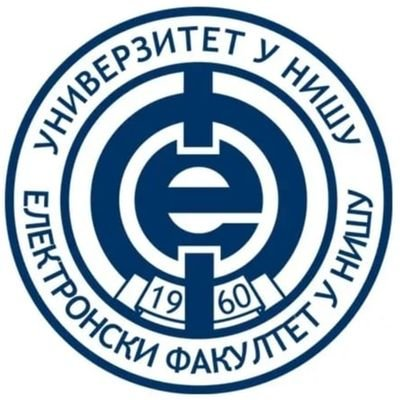 УНИВЕРЗИТЕТ У НИШУ
е
19 60
ЕЛЕКТРОНСКИ ФАКУЛТЕТ У НИШУ